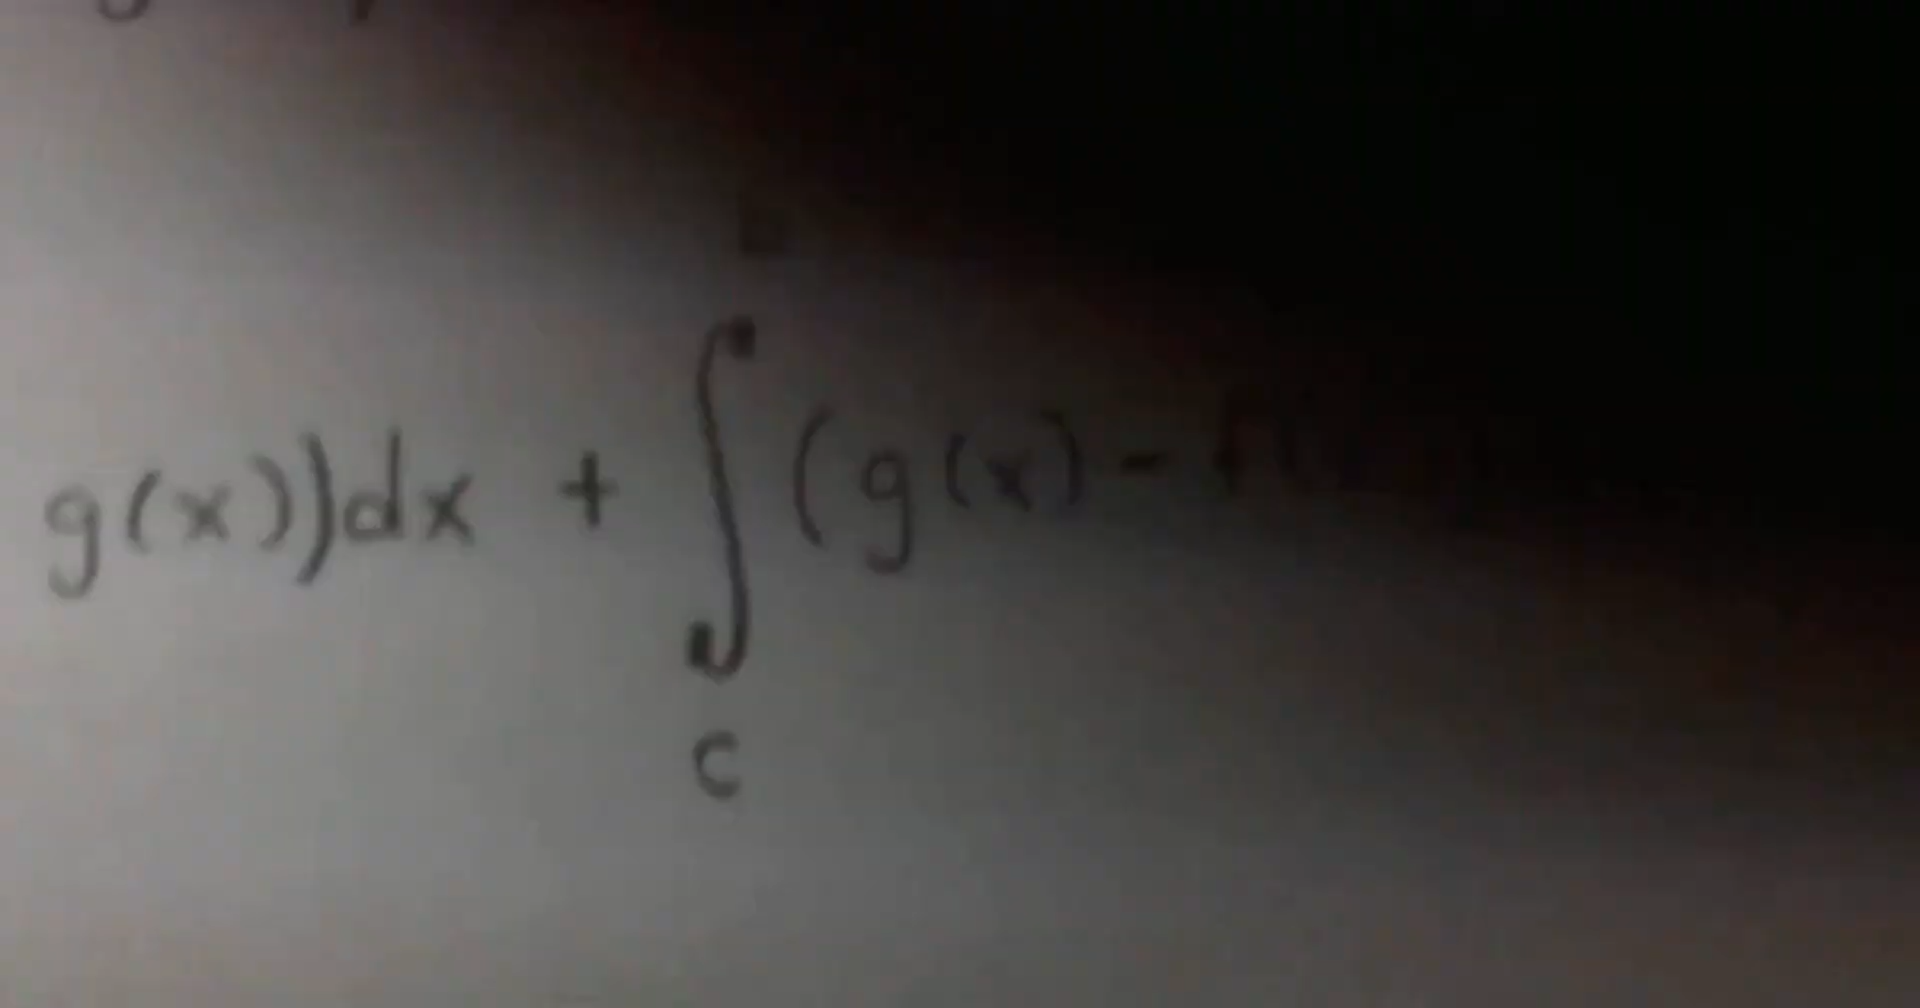 g(x))dx + ∫ (g(x) -
c